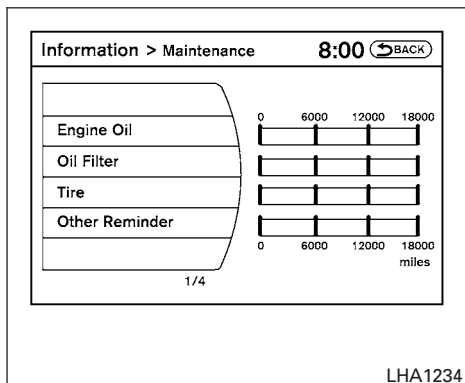 Information > Maintenance 8:00 BACK
0 6000 12000 18000
Engine Oil
Oil Filter
Tire
Other Reminder
0 6000 12000 18000
miles
1/4
LHA1234